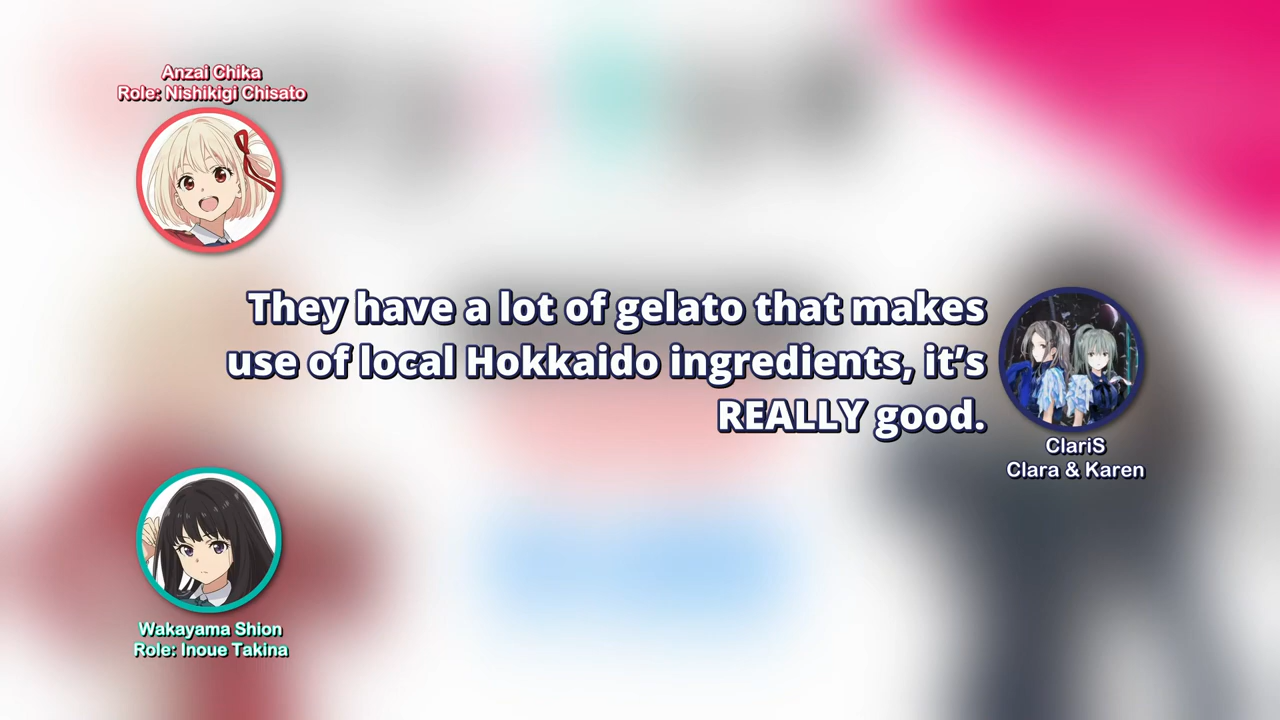 Anzai Chika
Role: Nishikigi Chisato
They have a lot of gelato that makes
use of local Hokkaido ingredients, it’s
REALLY good.
ClariS
Clara & Karen
Wakayama Shion
Role: Inoue Takina